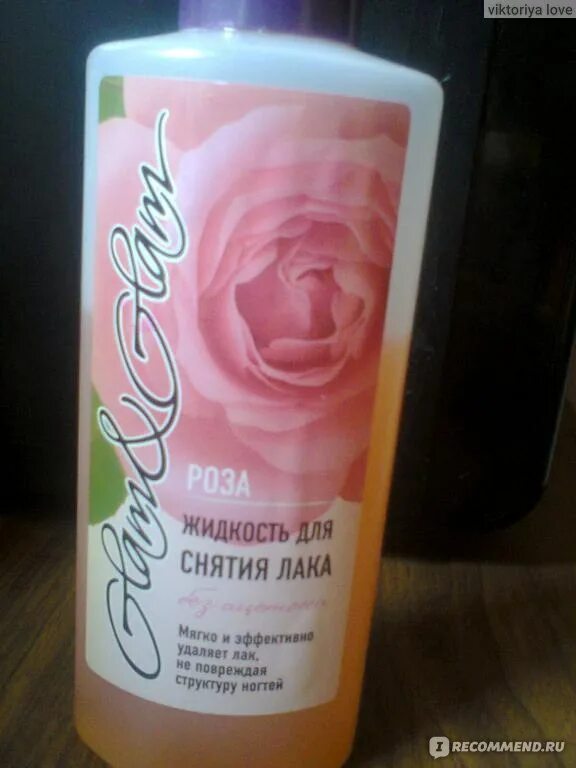 viktoriya love
Glam&Glam
РОЗА
ЖИДКОСТЬ ДЛЯ
СНЯТИЯ ЛАКА
без ацетона
Мягко и эффективно
удаляет лак,
не повреждая
структуру ногтей
IRECOMMEND.RU